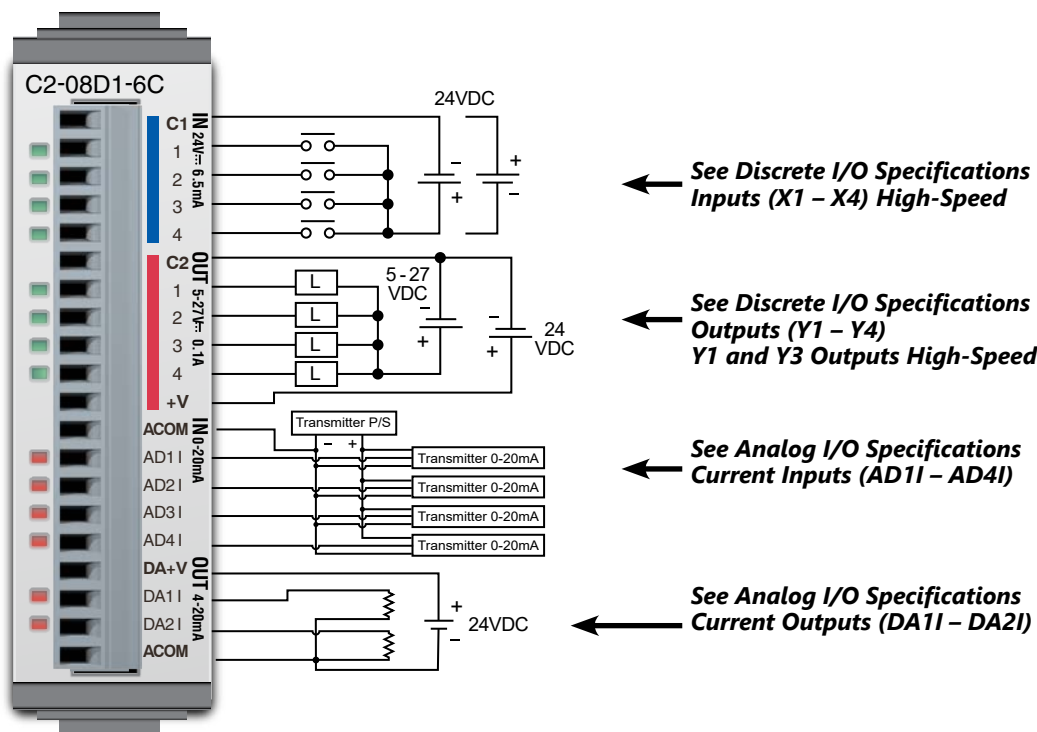 C2-08D1-6C
C1
1
2
3
4
IN 24V⎓ 6.5mA
C2
1
2
3
4
+V
OUT 5-27V⎓ 0.1A
ACOM
AD1I
AD2I
AD3I
AD4I
IN 0-20mA
DA+V
DA1I
DA2I
ACOM
OUT 4-20mA
24VDC
–
+
+
–
L
L
L
L
5 - 27
VDC
–
+
–
+
24
VDC
Transmitter P/S
– +
Transmitter 0-20mA
Transmitter 0-20mA
Transmitter 0-20mA
Transmitter 0-20mA
+
–
24VDC
See Discrete I/O Specifications
Inputs (X1 – X4) High-Speed
See Discrete I/O Specifications
Outputs (Y1 – Y4)
Y1 and Y3 Outputs High-Speed
See Analog I/O Specifications
Current Inputs (AD1I – AD4I)
See Analog I/O Specifications
Current Outputs (DA1I – DA2I)